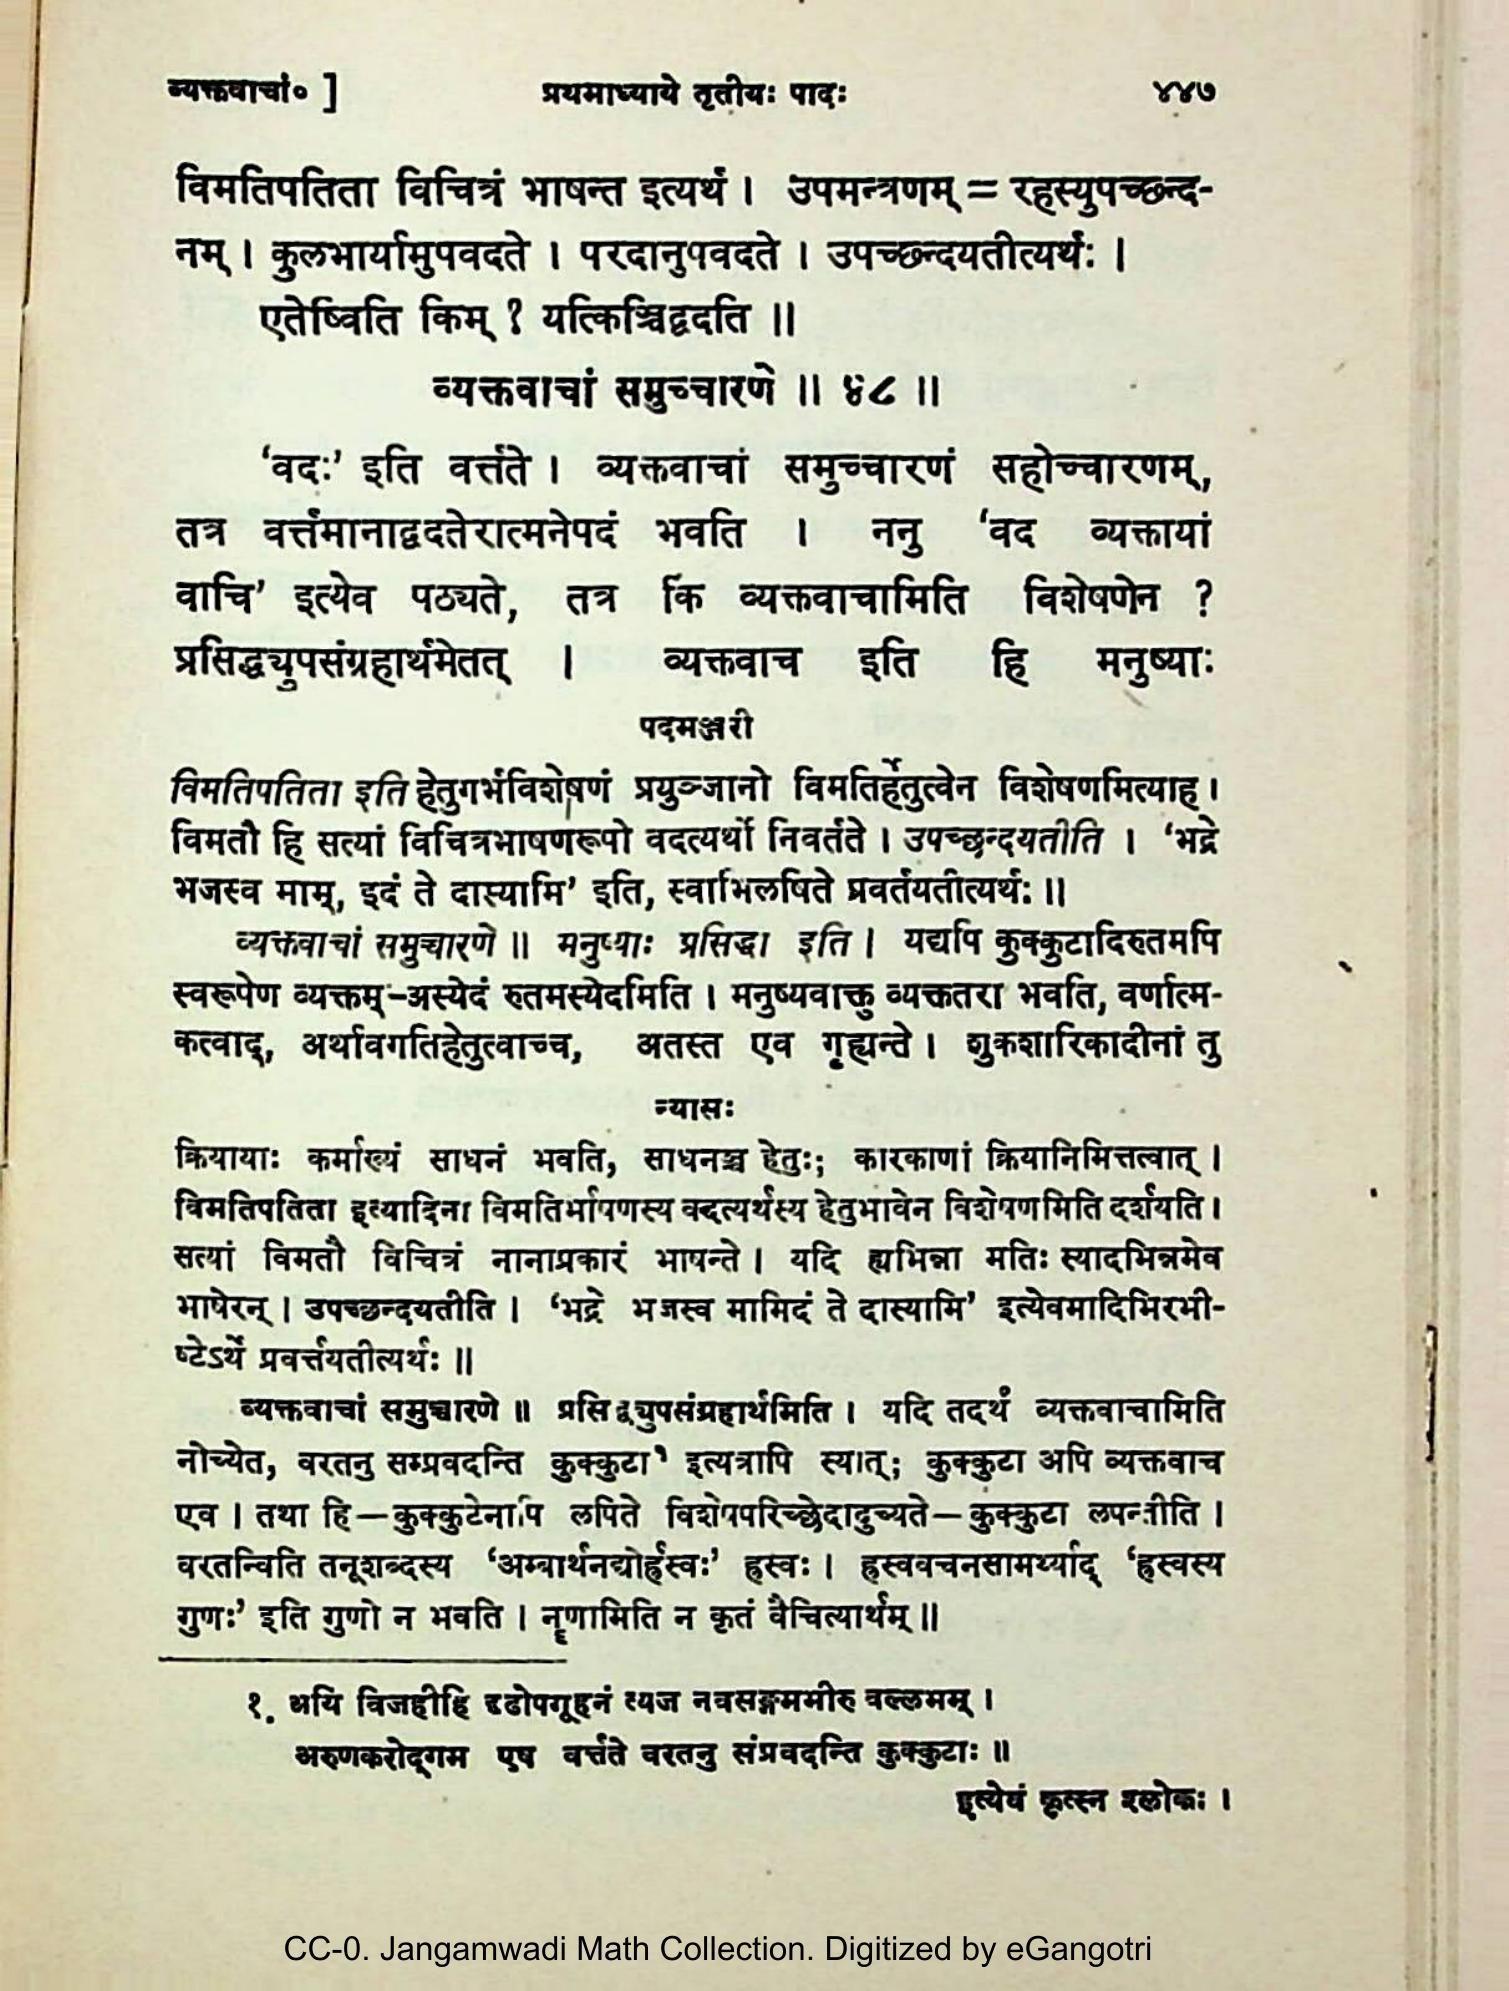 व्यक्तवाचां० ] प्रथमाध्याये तृतीयः पादः ४४७
विमतिपतिता विचित्रं भाषन्त इत्यर्थं । उपमन्त्रणम् = रहस्युपच्छन्द-
नम् । कुलभार्यामुपवदते । परदानुपवदते । उपच्छन्दयतीत्यर्थः ।
एतेष्विति किम् ? यत्किञ्चिद्वदति ॥
व्यक्तवाचां समुच्चारणे ॥ ४८ ॥
‘वदः’ इति वर्त्तते । व्यक्तवाचां समुच्चारणं सहोच्चारणम्,
तत्र वर्त्तमानाद्वदतेरात्मनेपदं भवति । ननु ‘वद व्यक्तायां
वाचि’ इत्येव पठ्यते, तत्र किं व्यक्तवाचामिति विशेषणेन ?
प्रसिद्ध्युपसंग्रहार्थमेतत् । व्यक्तवाच इति हि मनुष्याः
पदमञ्जरी
विमतिपतिता इति हेतुगर्भविशेषणं प्रयुञ्जानो विमतिर्हेतुत्वेन विशेषणमित्याह ।
विमतौ हि सत्यां विचित्रभाषणरूपो वदत्यर्थो निवर्तते । उपच्छन्दयतीति । ‘भद्रे
भजस्व माम्, इदं ते दास्यामि’ इति, स्वाभिलषिते प्रवर्तयतीत्यर्थः ॥
व्यक्तवाचां समुच्चारणे ॥ मनुष्याः प्रसिद्धा इति । यद्यपि कुक्कुटादिरुतमपि
स्वरूपेण व्यक्तम्-अस्येदं रुतमस्येदमिति । मनुष्यवाक्तु व्यक्ततरा भवति, वर्णात्म-
कत्वाद्, अर्थावगतिहेतुत्वाच्च, अतस्त एव गृह्यन्ते । शुकशारिकादीनां तु
न्यासः
क्रियायाः कर्माख्यं साधनं भवति, साधनञ्च हेतुः; कारकाणां क्रियानिमित्तत्वात् ।
विमतिपतिता इत्यादिना विमतिर्भाषणस्य वदत्यर्थस्य हेतुभावेन विशेषणमिति दर्शयति ।
सत्यां विमतौ विचित्रं नानाप्रकारं भाषन्ते । यदि ह्यभिन्ना मतिः स्यादभिन्नमेव
भाषेरन् । उपच्छन्दयतीति । ‘भद्रे भजस्व मामिदं ते दास्यामि’ इत्येवमादिभिरभी-
ष्टेऽर्थे प्रवर्त्तयतीत्यर्थः ॥
व्यक्तवाचां समुच्चारणे ॥ प्रसिद्ध्युपसंग्रहार्थमिति । यदि तदर्थं व्यक्तवाचामिति
नोच्येत, वरतनु सम्प्रवदन्ति कुक्कुटा१ इत्यत्रापि स्यात्; कुक्कुटा अपि व्यक्तवाच
एव । तथा हि—कुक्कुटेनापि लपिते विशेषपरिच्छेदादुच्यते—कुक्कुटा लपन्तीति ।
वरतन्विति तनूशब्दस्य ‘अम्बार्थनद्योर्ह्रस्वः’ ह्रस्वः । ह्रस्ववचनसामर्थ्याद् ‘ह्रस्वस्य
गुणः’ इति गुणो न भवति । नॄणामिति न कृतं वैचित्यार्थम् ॥
१. अयि विजहीहि दृढोपगूहनं त्यज नवसङ्गमभीरु वल्लभम् ।
अरुणकरोद्गम एष वर्त्तते वरतनु संप्रवदन्ति कुक्कुटाः ॥
इत्येवं कृत्स्न श्लोकः ।
CC-0. Jangamwadi Math Collection. Digitized by eGangotri